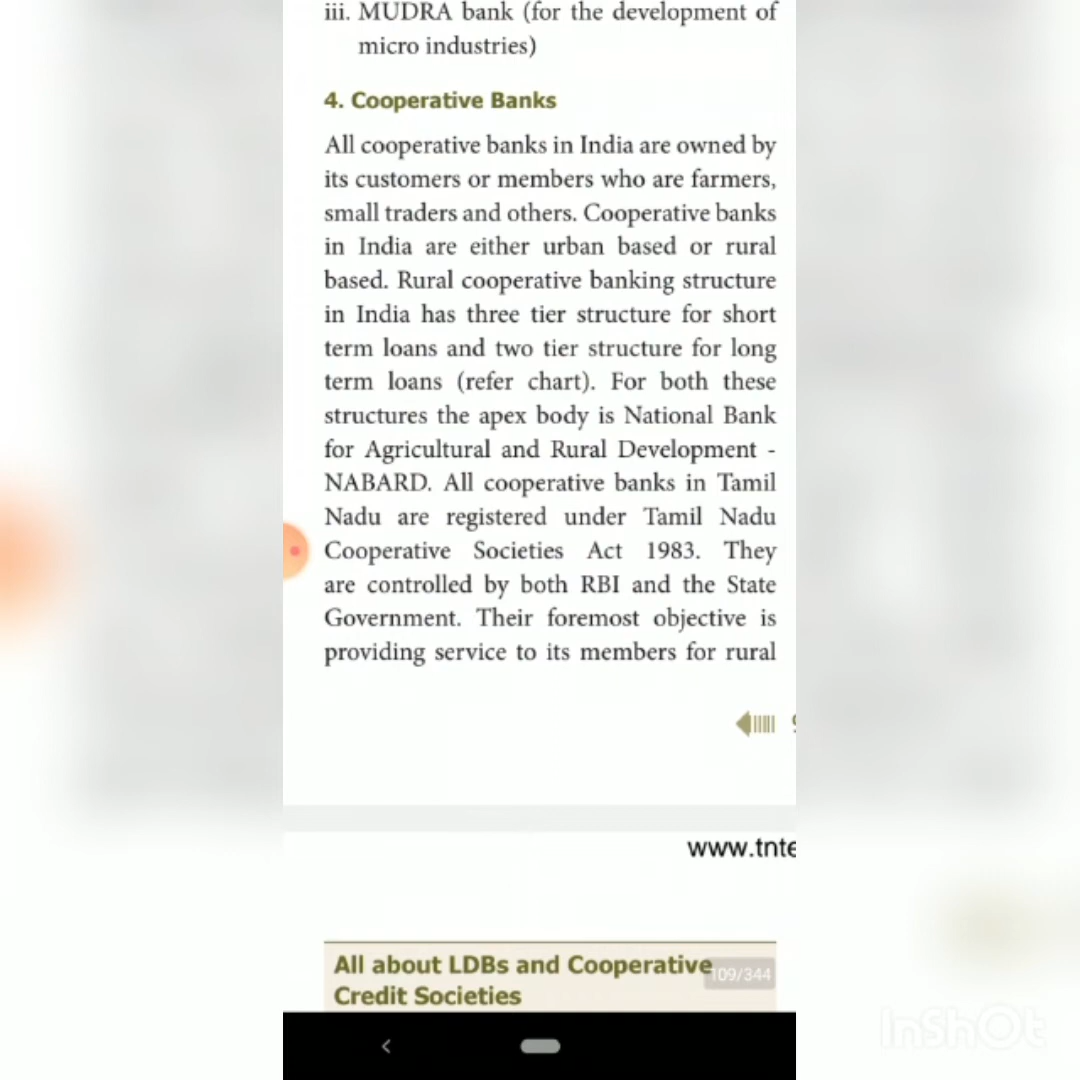 iii. MUDRA bank (for the development of
micro industries)
4. Cooperative Banks
All cooperative banks in India are owned by
its customers or members who are farmers,
small traders and others. Cooperative banks
in India are either urban based or rural
based. Rural cooperative banking structure
in India has three tier structure for short
term loans and two tier structure for long
term loans (refer chart). For both these
structures the apex body is National Bank
for Agricultural and Rural Development -
NABARD. All cooperative banks in Tamil
Nadu are registered under Tamil Nadu
Cooperative Societies Act 1983. They
are controlled by both RBI and the State
Government. Their foremost objective is
providing service to its members for rural
www.tnte
All about LDBs and Cooperative
Credit Societies
109/344
InShOt